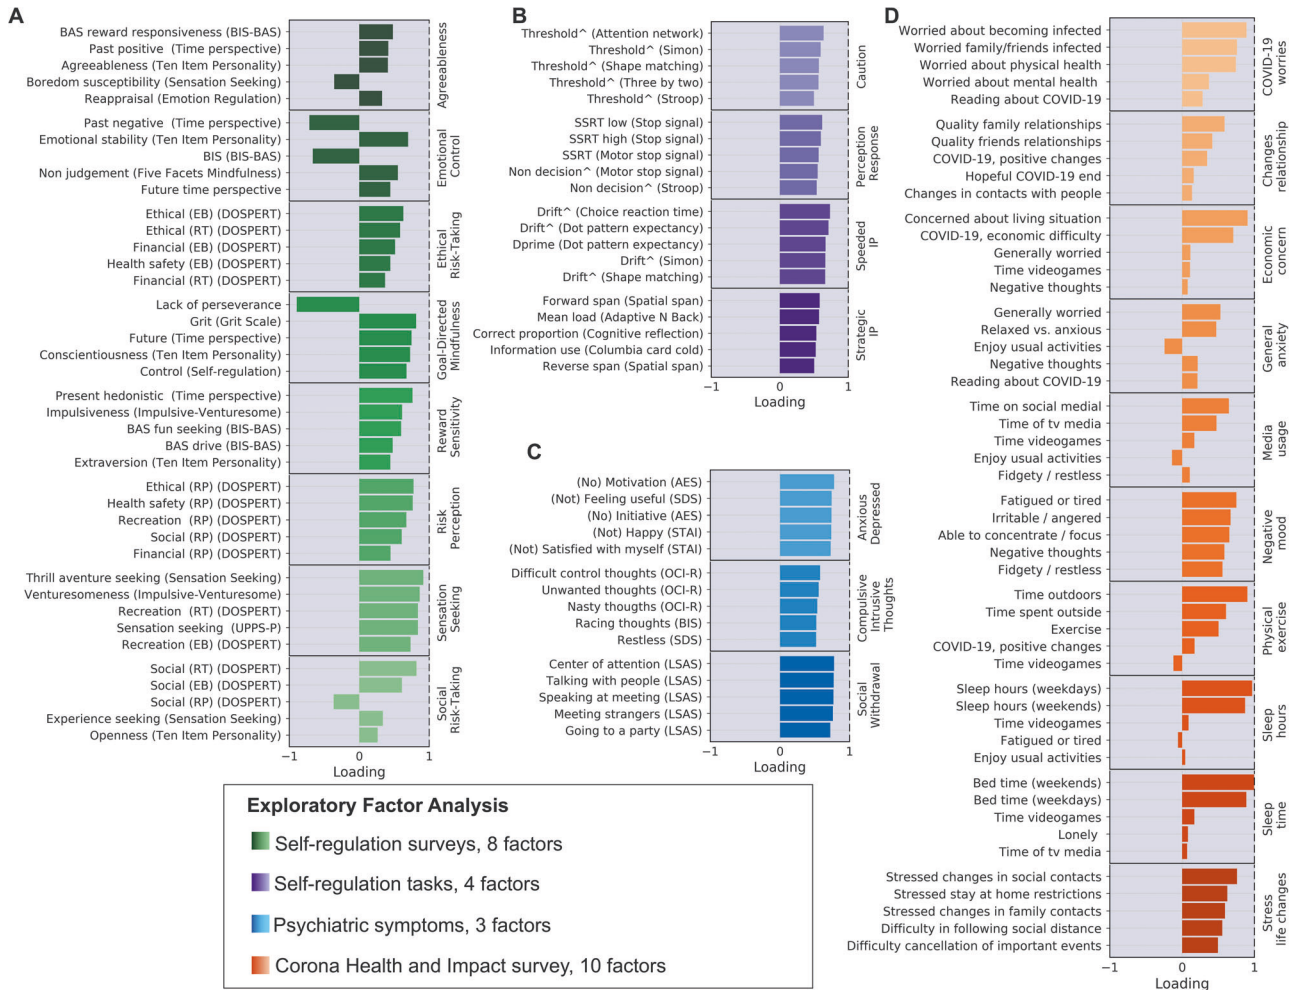 A
BAS reward responsiveness (BIS-BAS)
Past positive (Time perspective)
Agreeableness (Ten Item Personality)
Boredom susceptibility (Sensation Seeking)
Reappraisal (Emotion Regulation)
Agreeableness
Past negative (Time perspective)
Emotional stability (Ten Item Personality)
BIS (BIS-BAS)
Non judgement (Five Facets Mindfulness)
Future time perspective
Emotional
Control
Ethical (EB) (DOSPERT)
Ethical (RT) (DOSPERT)
Financial (EB) (DOSPERT)
Health safety (EB) (DOSPERT)
Financial (RT) (DOSPERT)
Ethical
Risk-Taking
Lack of perseverance
Grit (Grit Scale)
Future (Time perspective)
Conscientiousness (Ten Item Personality)
Control (Self-regulation)
Goal-Directed
Mindfulness
Present hedonistic (Time perspective)
Impulsiveness (Impulsive-Venturesome)
BAS fun seeking (BIS-BAS)
BAS drive (BIS-BAS)
Extraversion (Ten Item Personality)
Reward
Sensitivity
Ethical (RP) (DOSPERT)
Health safety (RP) (DOSPERT)
Recreation (RP) (DOSPERT)
Social (RP) (DOSPERT)
Financial (RP) (DOSPERT)
Risk
Perception
Thrill aventure seeking (Sensation Seeking)
Venturesomeness (Impulsive-Venturesome)
Recreation (RT) (DOSPERT)
Sensation seeking (UPPS-P)
Recreation (EB) (DOSPERT)
Sensation
Seeking
Social (RT) (DOSPERT)
Social (EB) (DOSPERT)
Social (RP) (DOSPERT)
Experience seeking (Sensation Seeking)
Openness (Ten Item Personality)
Social
Risk-Taking
−1 0 1
Loading
B
Threshold^ (Attention network)
Threshold^ (Simon)
Threshold^ (Shape matching)
Threshold^ (Three by two)
Threshold^ (Stroop)
Caution
SSRT low (Stop signal)
SSRT high (Stop signal)
SSRT (Motor stop signal)
Non decision^ (Motor stop signal)
Non decision^ (Stroop)
Perception
Response
Drift^ (Choice reaction time)
Drift^ (Dot pattern expectancy)
Dprime (Dot pattern expectancy)
Drift^ (Simon)
Drift^ (Shape matching)
Speeded
IP
Forward span (Spatial span)
Mean load (Adaptive N Back)
Correct proportion (Cognitive reflection)
Information use (Columbia card cold)
Reverse span (Spatial span)
Strategic
IP
−1 0 1
Loading
C
(No) Motivation (AES)
(Not) Feeling useful (SDS)
(No) Initiative (AES)
(Not) Happy (STAI)
(Not) Satisfied with myself (STAI)
Anxious
Depressed
Difficult control thoughts (OCI-R)
Unwanted thoughts (OCI-R)
Nasty thougths (OCI-R)
Racing thoughts (BIS)
Restless (SDS)
Compulsive
Intrusive
Thoughts
Center of attention (LSAS)
Talking with people (LSAS)
Speaking at meeting (LSAS)
Meeting strangers (LSAS)
Going to a party (LSAS)
Social
Withdrawal
−1 0 1
Loading
D
Worried about becoming infected
Worried family/friends infected
Worried about physical health
Worried about mental health
Reading about COVID-19
COVID-19
worries
Quality family relationships
Quality friends relationships
COVID-19, positive changes
Hopeful COVID-19 end
Changes in contacts with people
Changes
relationship
Concerned about living situation
COVID-19, economic difficulty
Generally worried
Time videogames
Negative thoughts
Economic
concern
Generally worried
Relaxed vs. anxious
Enjoy usual activities
Negative thoughts
Reading about COVID-19
General
anxiety
Time on social medial
Time of tv media
Time videogames
Enjoy usual activities
Fidgety / restless
Media
usage
Fatigued or tired
Irritable / angered
Able to concentrate / focus
Negative thoughts
Fidgety / restless
Negative
mood
Time outdoors
Time spent outside
Exercise
COVID-19, positive changes
Time videogames
Physical
exercise
Sleep hours (weekdays)
Sleep hours (weekends)
Time videogames
Fatigued or tired
Enjoy usual activities
Sleep
hours
Bed time (weekends)
Bed time (weekdays)
Time videogames
Lonely
Time of tv media
Sleep
time
Stressed changes in social contacts
Stressed stay at home restrictions
Stressed changes in family contacts
Difficulty in following social distance
Difficulty cancellation of important events
Stress
life changes
−1 0 1
Loading
Exploratory Factor Analysis
Self-regulation surveys, 8 factors
Self-regulation tasks, 4 factors
Psychiatric symptoms, 3 factors
Corona Health and Impact survey, 10 factors